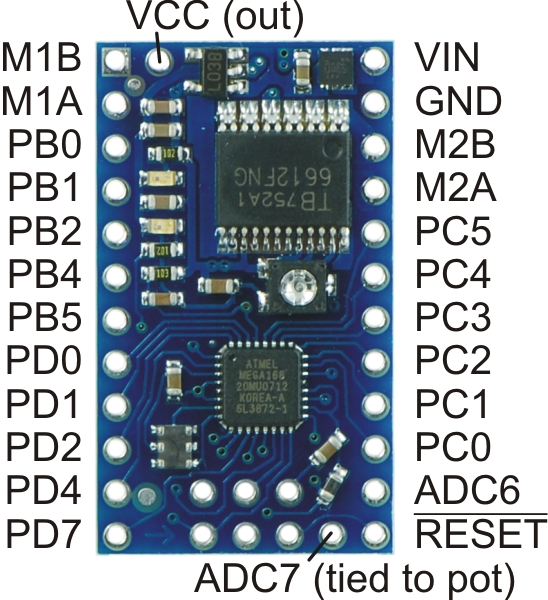 VCC (out)
M1B
VIN
M1A
GND
PB0
M2B
PB1
M2A
PB2
PC5
PB4
PC4
PB5
PC3
PD0
PC2
PD1
PC1
PD2
PC0
PD4
ADC6
PD7
RESET
ADC7 (tied to pot)
L03B
102
TB752A1
6612FNG
102
103
ATMEL
MEGA168
20MU0712
KOREA-A
6L3872-1